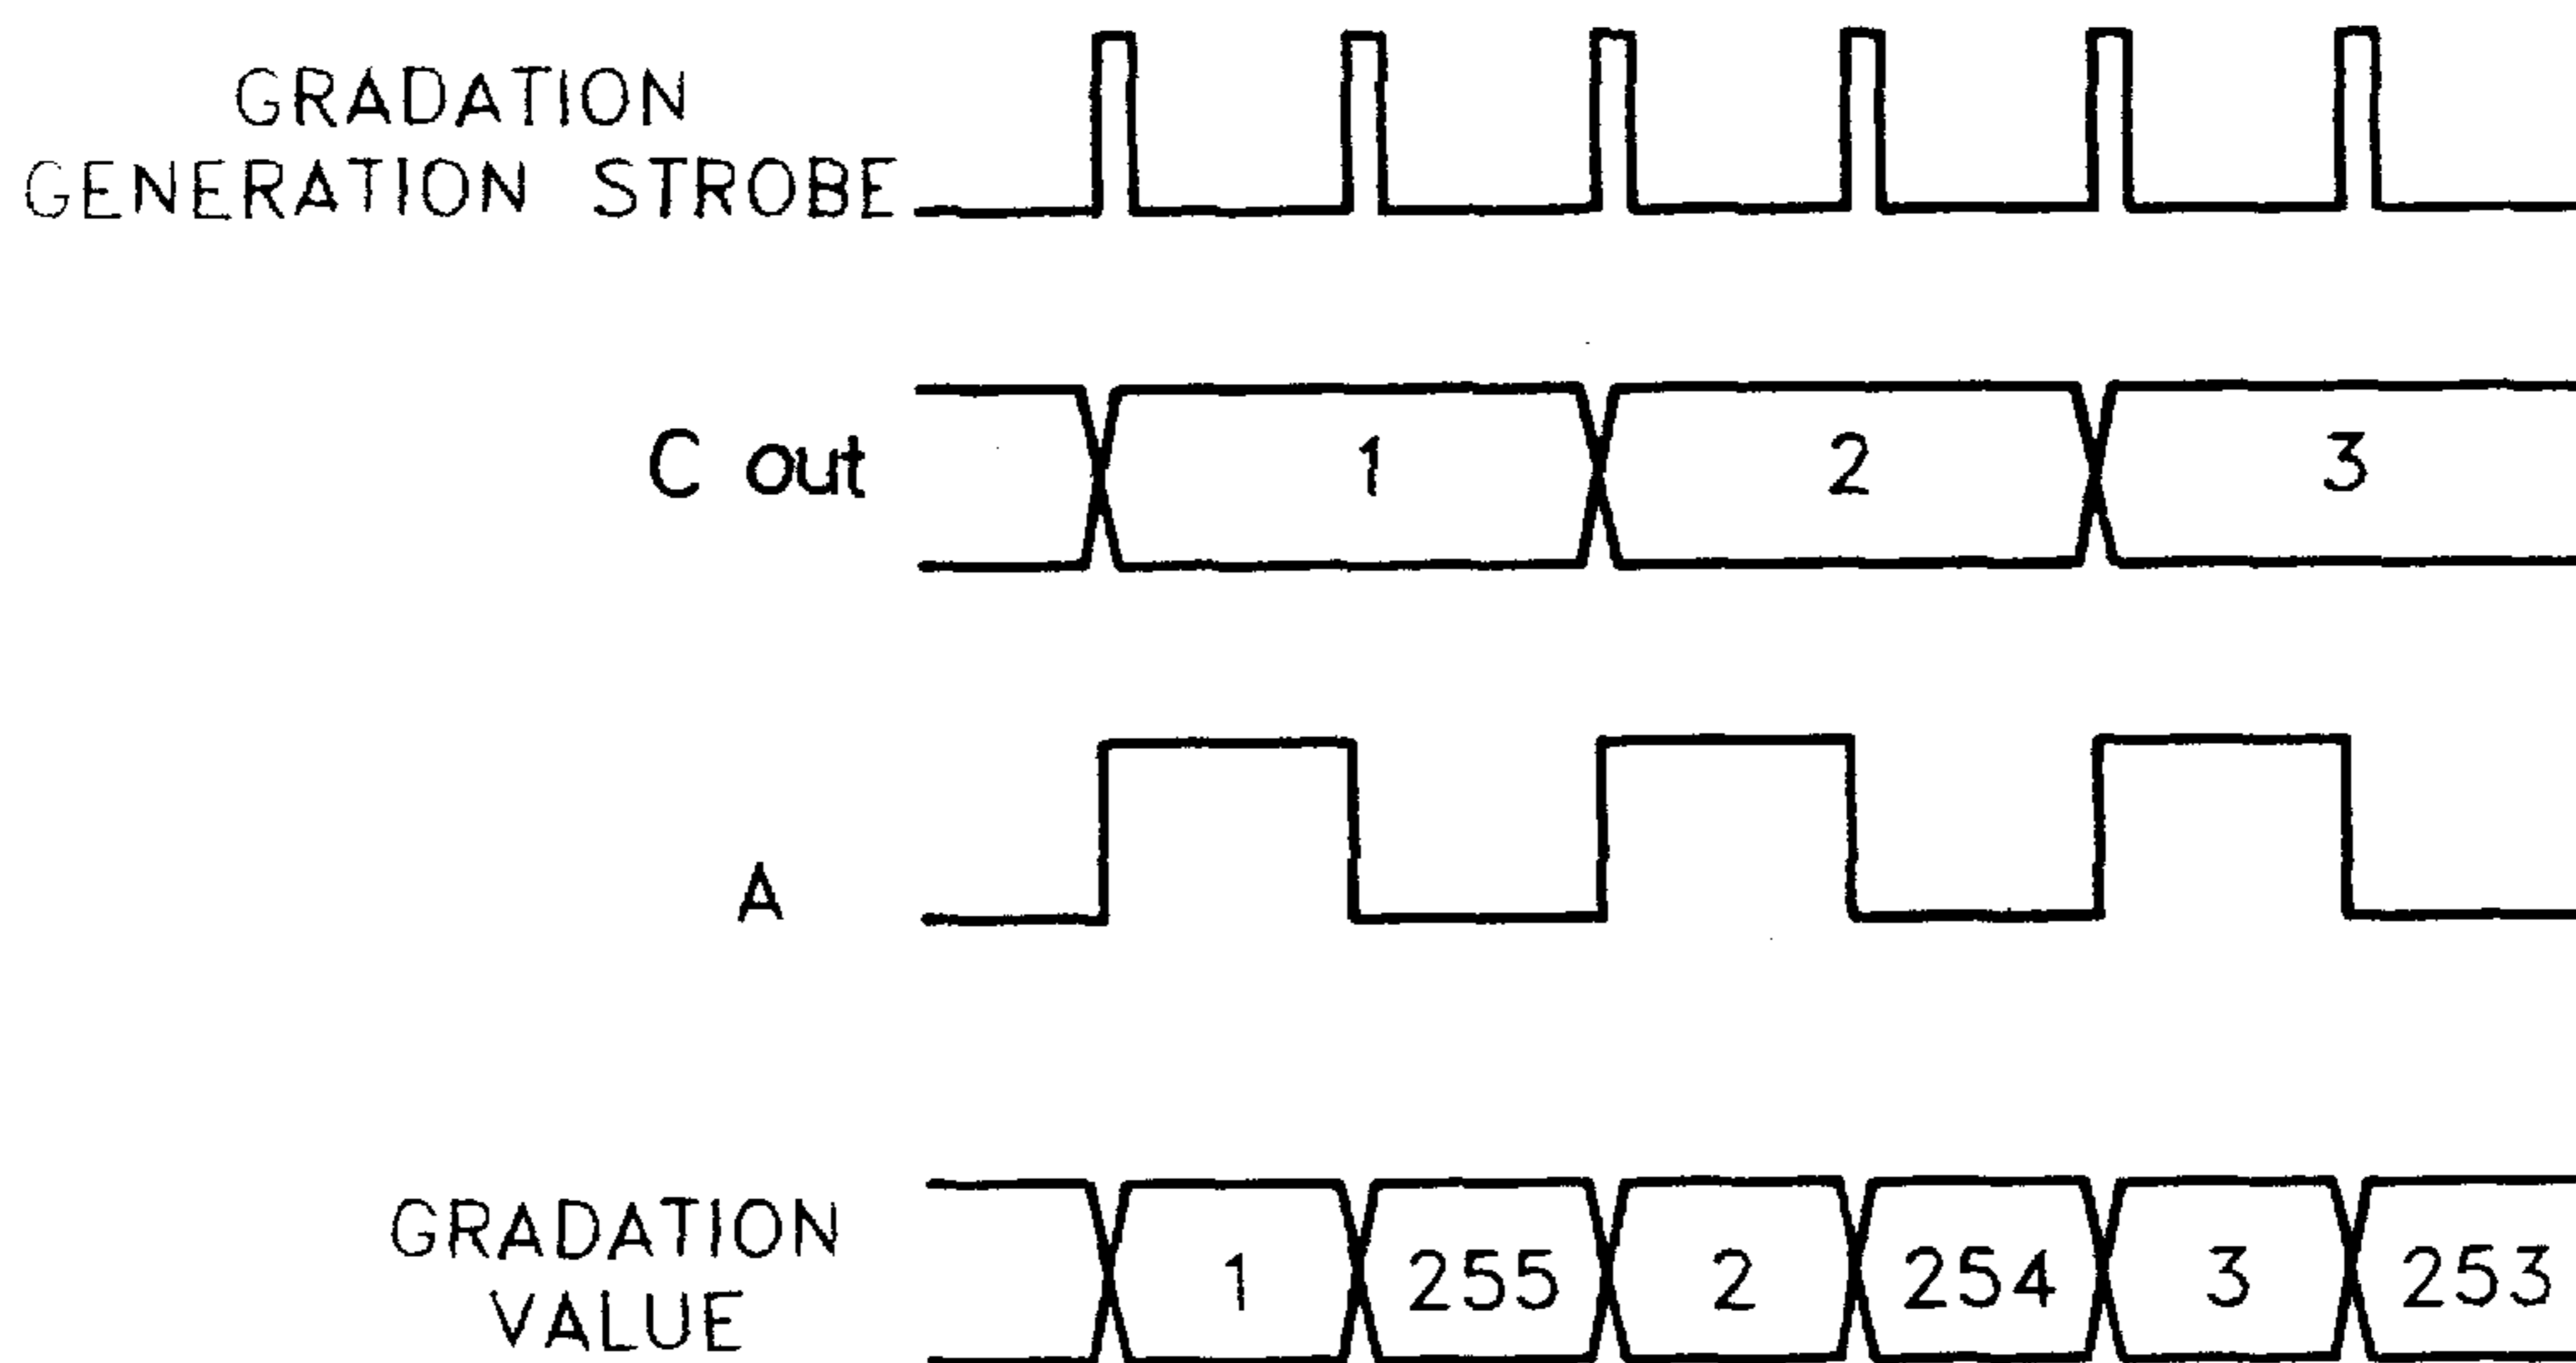 GRADATION
GENERATION STROBE
C out
1 2 3
A
GRADATION
VALUE
1 255 2 254 3 253